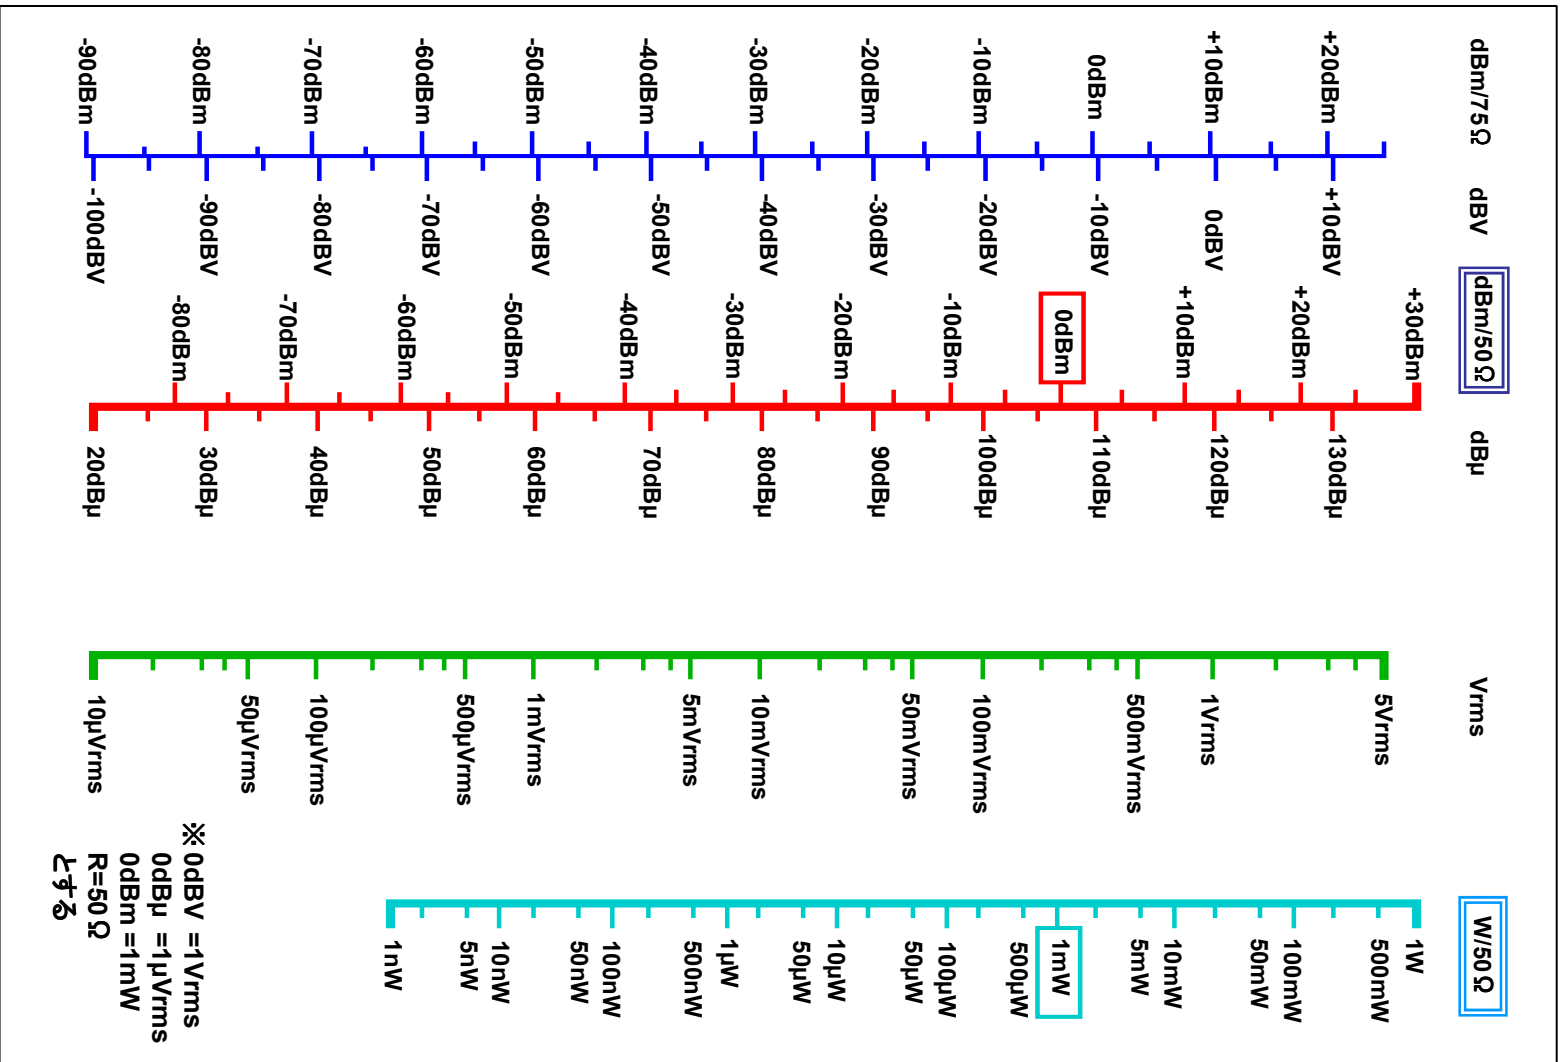 dBm/75Ω
+20dBm
+10dBm
0dBm
-10dBm
-20dBm
-30dBm
-40dBm
-50dBm
-60dBm
-70dBm
-80dBm
-90dBm
dBV
+10dBV
0dBV
-10dBV
-20dBV
-30dBV
-40dBV
-50dBV
-60dBV
-70dBV
-80dBV
-90dBV
-100dBV
dBm/50Ω
+30dBm
+20dBm
+10dBm
0dBm
-10dBm
-20dBm
-30dBm
-40dBm
-50dBm
-60dBm
-70dBm
-80dBm
dBμ
130dBμ
120dBμ
110dBμ
100dBμ
90dBμ
80dBμ
70dBμ
60dBμ
50dBμ
40dBμ
30dBμ
20dBμ
Vrms
5Vrms
1Vrms
500mVrms
100mVrms
50mVrms
10mVrms
5mVrms
1mVrms
500μVrms
100μVrms
50μVrms
10μVrms
W/50Ω
1W
500mW
100mW
50mW
10mW
5mW
1mW
500μW
100μW
50μW
10μW
50μW
1μW
500nW
100nW
50nW
10nW
5nW
1nW
※0dBV =1Vrms
0dBμ =1μVrms
0dBm =1mW
R=50Ω
とする